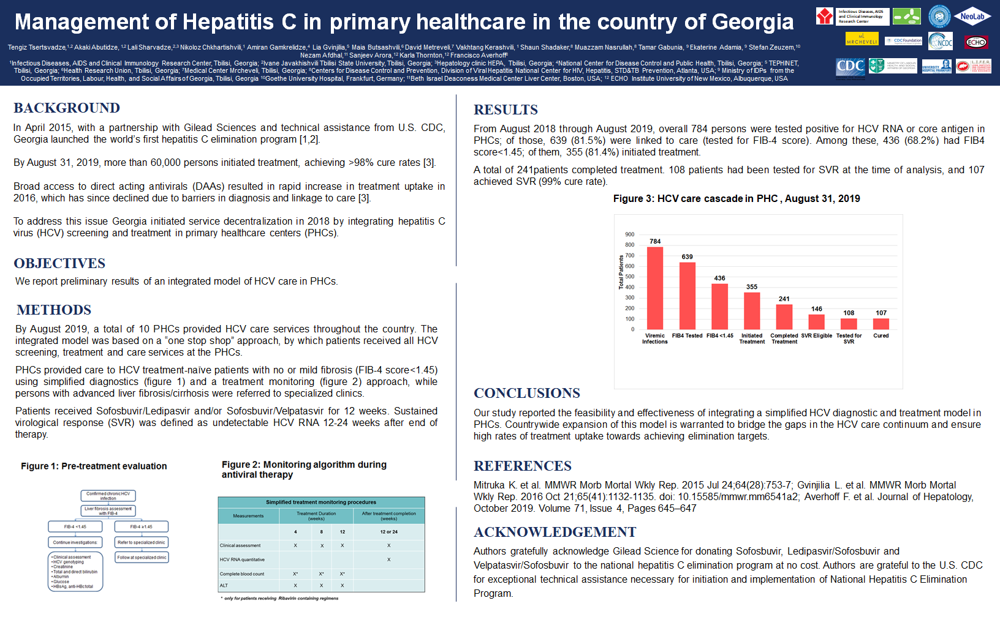 Management of Hepatitis C in primary healthcare in the country of Georgia
Tengiz Tsertsvadze,1,2 Akaki Abutidze, 1,2 Lali Sharvadze,2,3 Nikoloz Chkhartishvili,1 Amiran Gamkrelidze,4 Lia Gvinjilia,5 Maia Butsashvili,6 David Metreveli,7 Vakhtang Kerashvili, 1 Shaun Shadaker,8 Muazzam Nasrullah,8 Tamar Gabunia, 9 Ekaterine Adamia, 9 Stefan Zeuzem,10
Nezam Afdhal,11 Sanjeev Arora,12 Karla Thornton,12 Francisco Averhoff8
1Infectious Diseases, AIDS and Clinical Immunology Research Center, Tbilisi, Georgia; 2Ivane Javakhishvili Tbilisi State University, Tbilisi, Georgia; 3Hepatology clinic HEPA, Tbilisi, Georgia; 4National Center for Disease Control and Public Health, Tbilisi, Georgia; 5 TEPHINET,
Tbilisi, Georgia; 6Health Research Union, Tbilisi, Georgia; 7Medical Center Mrcheveli, Tbilisi, Georgia; 8Centers for Disease Control and Prevention, Division of Viral Hepatitis National Center for HIV, Hepatitis, STD&TB Prevention, Atlanta, USA; 9 Ministry of IDPs from the
Occupied Territories, Labour, Health, and Social Affairs of Georgia, Tbilisi, Georgia 10Goethe University Hospital, Frankfurt, Germany; 11Beth Israel Deaconess Medical Center Liver Center, Boston, USA; 12 ECHO Institute University of New Mexico, Albuquerque, USA
Infectious Diseases, AIDS
and Clinical Immunology
Research Center
NeoLab
MRCHEVELI
CDC Foundation
NCDC
ECHO
CDC
MINISTRY OF LABOUR, HEALTH AND SOCIAL AFFAIRS OF GEORGIA
UNIVERSITY HOSPITAL FRANKFURT
L.I.F.E.R.
BACKGROUND
In April 2015, with a partnership with Gilead Sciences and technical assistance from U.S. CDC,
Georgia launched the world's first hepatitis C elimination program [1,2].
By August 31, 2019, more than 60,000 persons initiated treatment, achieving >98% cure rates [3].
Broad access to direct acting antivirals (DAAs) resulted in rapid increase in treatment uptake in
2016, which has since declined due to barriers in diagnosis and linkage to care [3].
To address this issue Georgia initiated service decentralization in 2018 by integrating hepatitis C
virus (HCV) screening and treatment in primary healthcare centers (PHCs).
OBJECTIVES
We report preliminary results of an integrated model of HCV care in PHCs.
METHODS
By August 2019, a total of 10 PHCs provided HCV care services throughout the country. The
integrated model was based on a “one stop shop” approach, by which patients received all HCV
screening, treatment and care services at the PHCs.
PHCs provided care to HCV treatment-naïve patients with no or mild fibrosis (FIB-4 score<1.45)
using simplified diagnostics (figure 1) and a treatment monitoring (figure 2) approach, while
persons with advanced liver fibrosis/cirrhosis were referred to specialized clinics.
Patients received Sofosbuvir/Ledipasvir and/or Sofosbuvir/Velpatasvir for 12 weeks. Sustained
virological response (SVR) was defined as undetectable HCV RNA 12-24 weeks after end of
therapy.
Figure 1: Pre-treatment evaluation
Confirmed chronic HCV
infection
Liver fibrosis assessment
with FIB-4
FIB-4 <1.45
FIB-4 ≥1.45
Continue investigations:
Refer to specialized clinic
• Clinical assessment
• HCV genotyping
• Creatinine
• Total and direct bilirubin
• Albumin
• Glucose
• HBsAg, anti-HBctotal
Follow at specialized clinic
Figure 2: Monitoring algorithm during
antiviral therapy
Simplified treatment monitoring procedures
Measurements
Treatment Duration
(weeks)
After treatment completion
(weeks)
4 8 12 12 or 24
Clinical assessment X X X X
HCV RNA quantitative X
Complete blood count X* X* X*
ALT X X X
* only for patients receiving Ribavirin containing regimens
RESULTS
From August 2018 through August 2019, overall 784 persons were tested positive for HCV RNA or core antigen in
PHCs; of those, 639 (81.5%) were linked to care (tested for FIB-4 score). Among these, 436 (68.2%) had FIB4
score<1.45; of them, 355 (81.4%) initiated treatment.
A total of 241patients completed treatment. 108 patients had been tested for SVR at the time of analysis, and 107
achieved SVR (99% cure rate).
Figure 3: HCV care cascade in PHC , August 31, 2019
Total Patients
900
800
700
600
500
400
300
200
100
0
784
639
436
355
241
146
108
107
Viremic
Infections
FIB4 Tested
FIB4 <1.45
Initiated
Treatment
Completed
Treatment
SVR Eligible
Tested for
SVR
Cured
CONCLUSIONS
Our study reported the feasibility and effectiveness of integrating a simplified HCV diagnostic and treatment model in
PHCs. Countrywide expansion of this model is warranted to bridge the gaps in the HCV care continuum and ensure
high rates of treatment uptake towards achieving elimination targets.
REFERENCES
Mitruka K. et al. MMWR Morb Mortal Wkly Rep. 2015 Jul 24;64(28):753-7; Gvinjilia L. et al. MMWR Morb Mortal
Wkly Rep. 2016 Oct 21;65(41):1132-1135. doi: 10.15585/mmwr.mm6541a2; Averhoff F. et al. Journal of Hepatology,
October 2019. Volume 71, Issue 4, Pages 645–647
ACKNOWLEDGEMENT
Authors gratefully acknowledge Gilead Science for donating Sofosbuvir, Ledipasvir/Sofosbuvir and
Velpatasvir/Sofosbuvir to the national hepatitis C elimination program at no cost. Authors are grateful to the U.S. CDC
for exceptional technical assistance necessary for initiation and implementation of National Hepatitis C Elimination
Program.